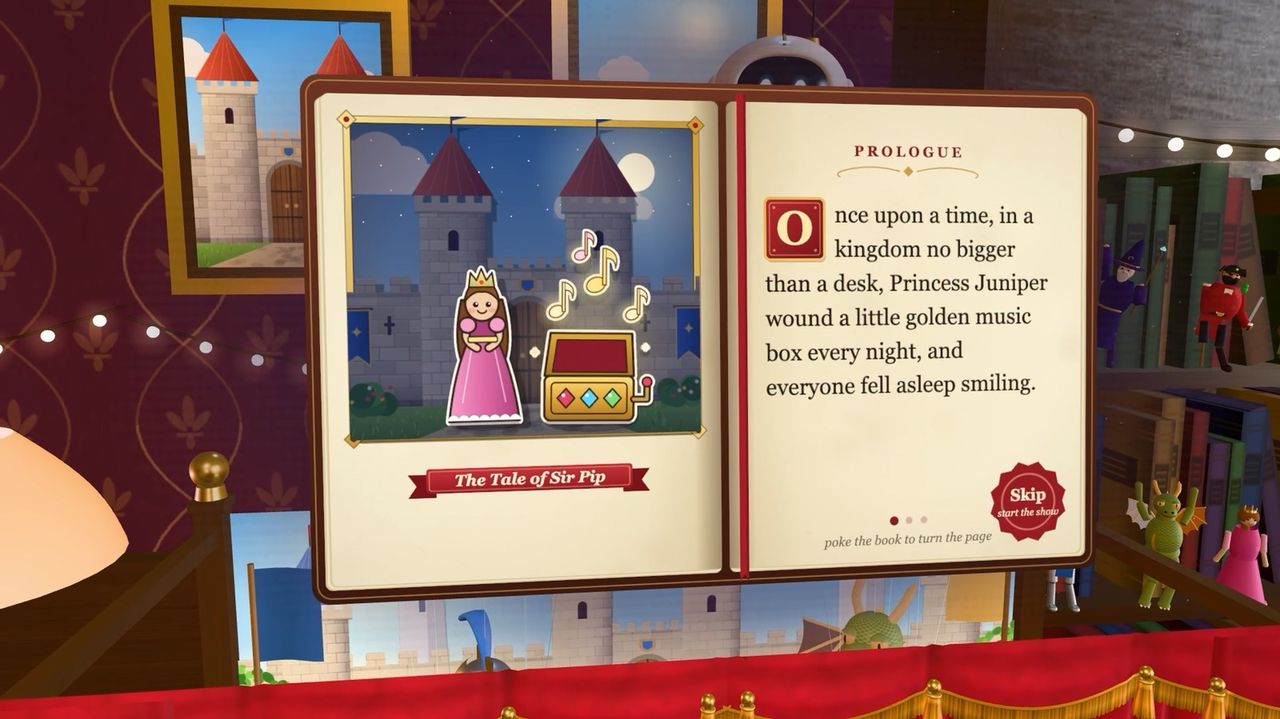 The Tale of Sir Pip
PROLOGUE
Once upon a time, in a
kingdom no bigger
than a desk, Princess Juniper
wound a little golden music
box every night, and
everyone fell asleep smiling.
Skip
start the show
poke the book to turn the page